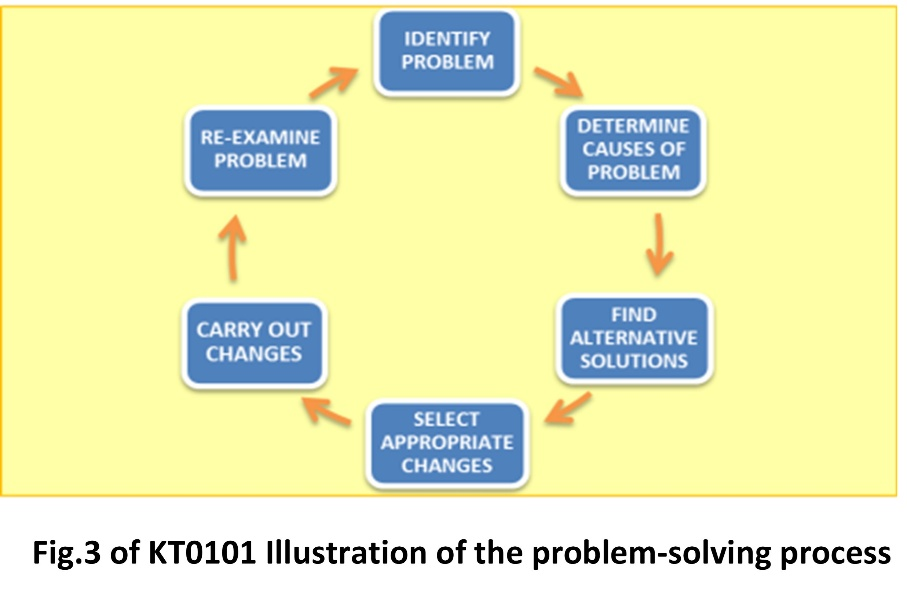 IDENTIFY
PROBLEM
DETERMINE
CAUSES OF
PROBLEM
FIND
ALTERNATIVE
SOLUTIONS
SELECT
APPROPRIATE
CHANGES
CARRY OUT
CHANGES
RE-EXAMINE
PROBLEM
Fig.3 of KT0101 Illustration of the problem-solving process